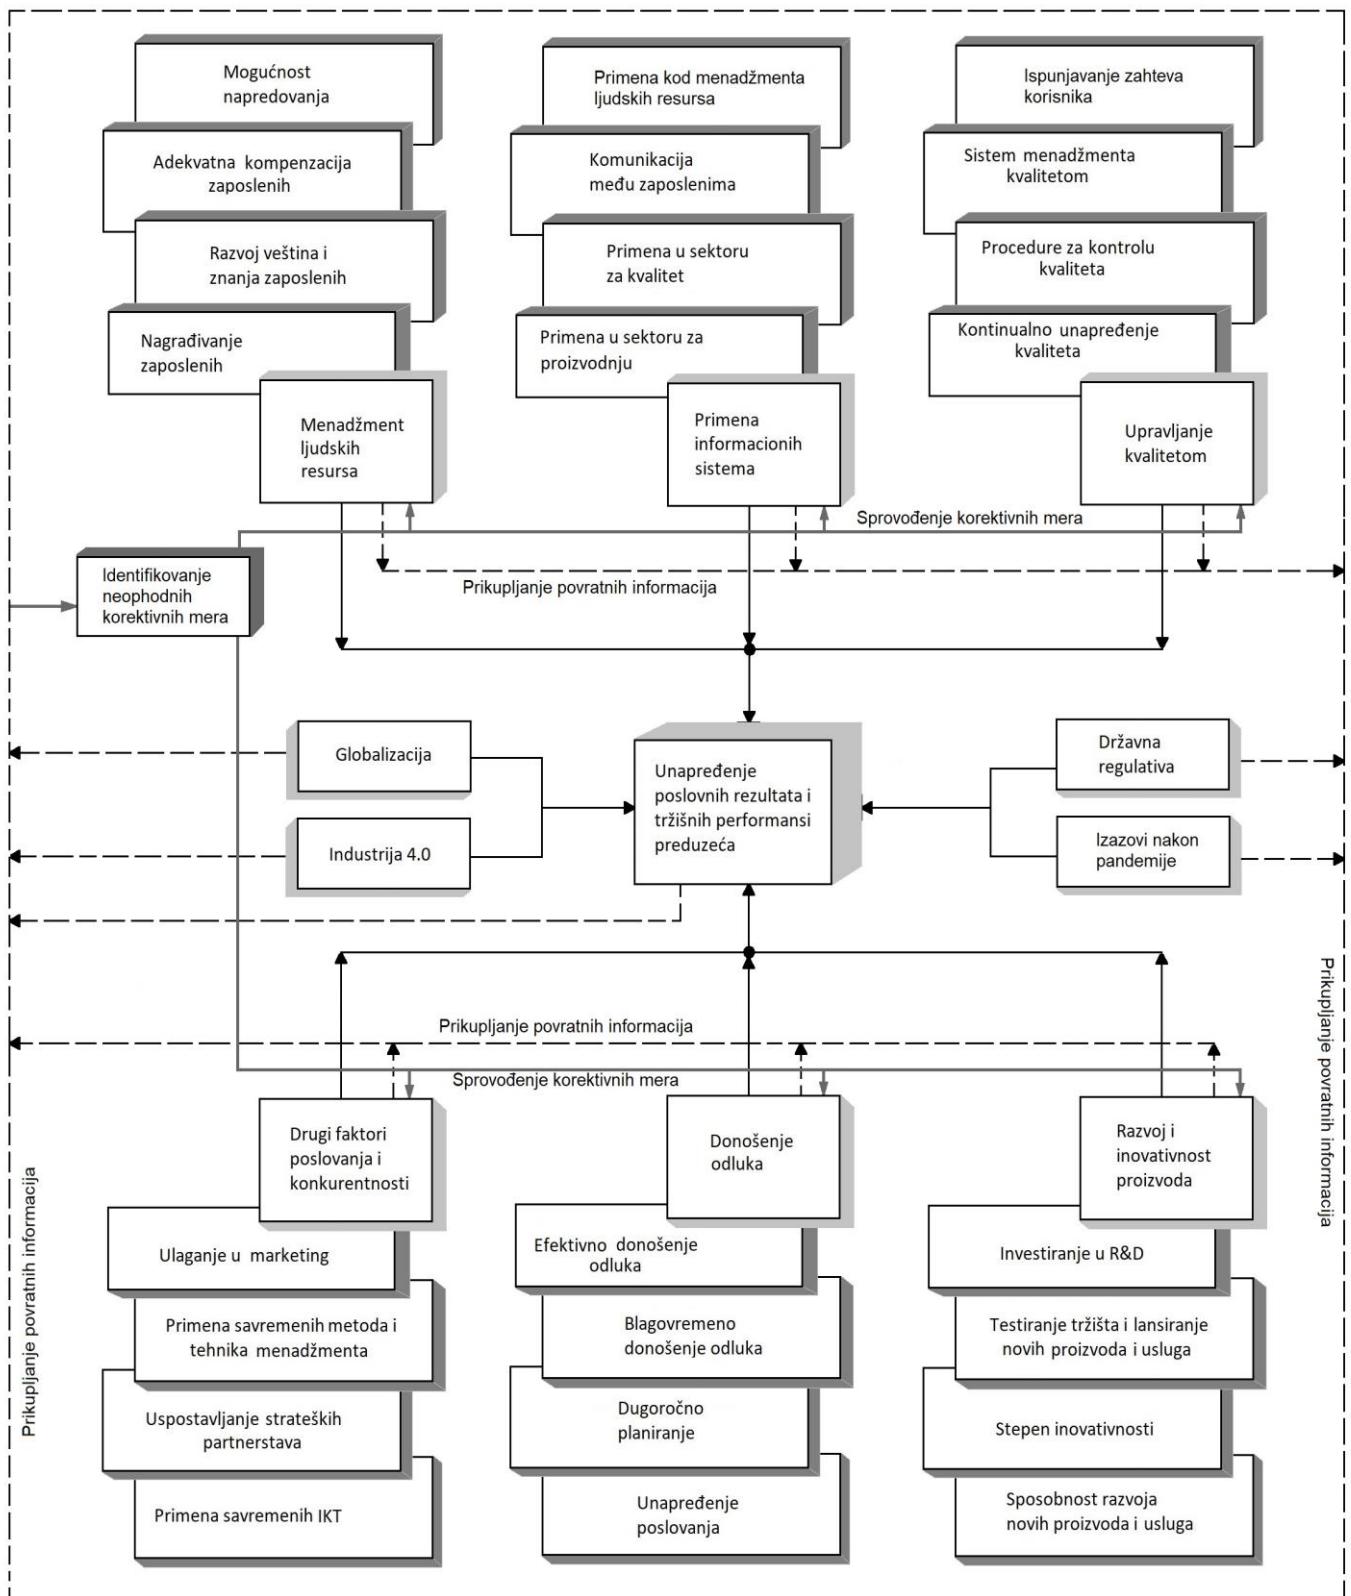 Mogućnost
napredovanja
Primena kod menadžmenta
ljudskih resursa
Ispunjavanje zahteva
korisnika
Adekvatna kompenzacija
zaposlenih
Komunikacija
među zaposlenima
Sistem menadžmenta
kvalitetom
Razvoj veština i
znanja zaposlenih
Primena u sektoru
za kvalitet
Procedure za kontrolu
kvaliteta
Nagrađivanje
zaposlenih
Primena u sektoru za
proizvodnju
Kontinualno unapređenje
kvaliteta
Menadžment
ljudskih
resursa
Primena
informacionih
sistema
Upravljanje
kvalitetom
Sprovođenje korektivnih mera
Identifikovanje
neophodnih
korektivnih mera
Prikupljanje povratnih informacija
Globalizacija
Industrija 4.0
Unapređenje
poslovnih rezultata i
tržišnih performansi
preduzeća
Državna
regulativa
Izazovi nakon
pandemije
Prikupljanje povratnih informacija
Prikupljanje povratnih informacija
Sprovođenje korektivnih mera
Prikupljanje povratnih informacija
Drugi faktori
poslovanja i
konkurentnosti
Donošenje
odluka
Razvoj i
inovativnost
proizvoda
Ulaganje u marketing
Efektivno donošenje
odluka
Investiranje u R&D
Primena savremenih metoda i
tehnika menadžmenta
Blagovremeno
donošenje odluka
Testiranje tržišta i lansiranje
novih proizvoda i usluga
Uspostavljanje strateških
partnerstava
Dugoročno
planiranje
Stepen inovativnosti
Primena savremenih IKT
Unapređenje
poslovanja
Sposobnost razvoja
novih proizvoda i usluga